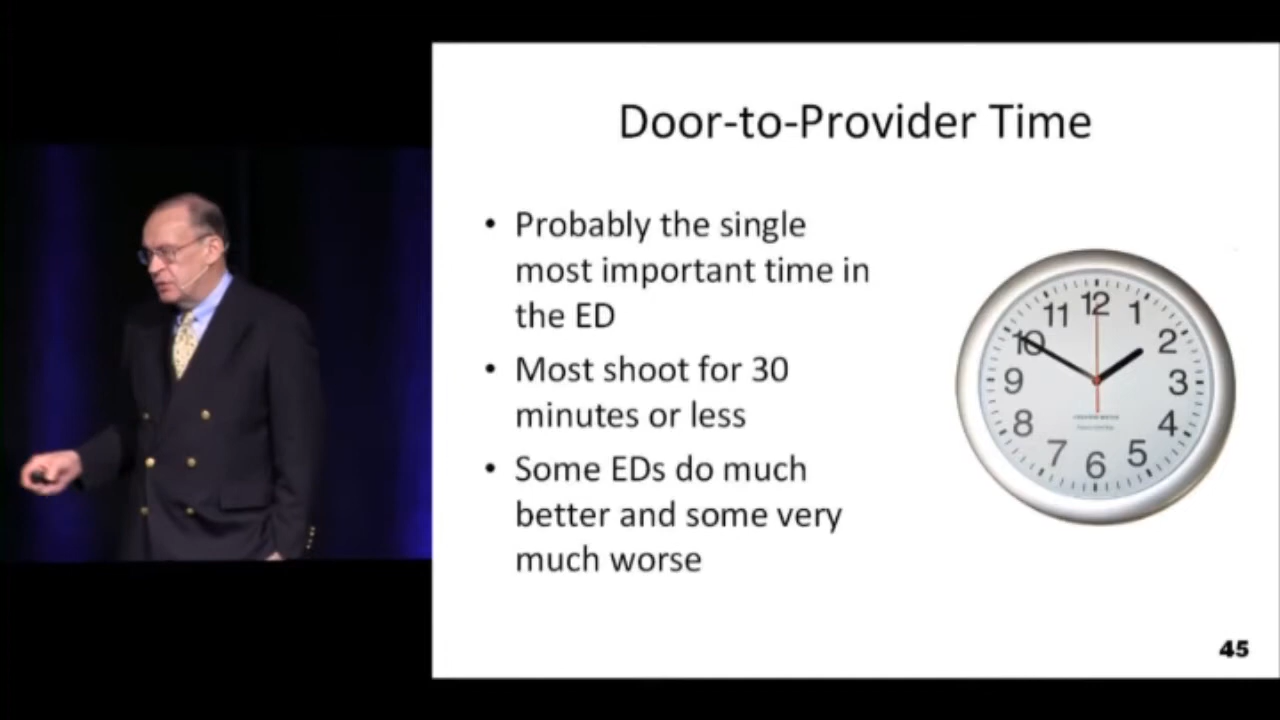 Door-to-Provider Time
• Probably the single
most important time in
the ED
• Most shoot for 30
minutes or less
• Some EDs do much
better and some very
much worse
12
1
2
3
4
5
6
7
8
9
10
11
45